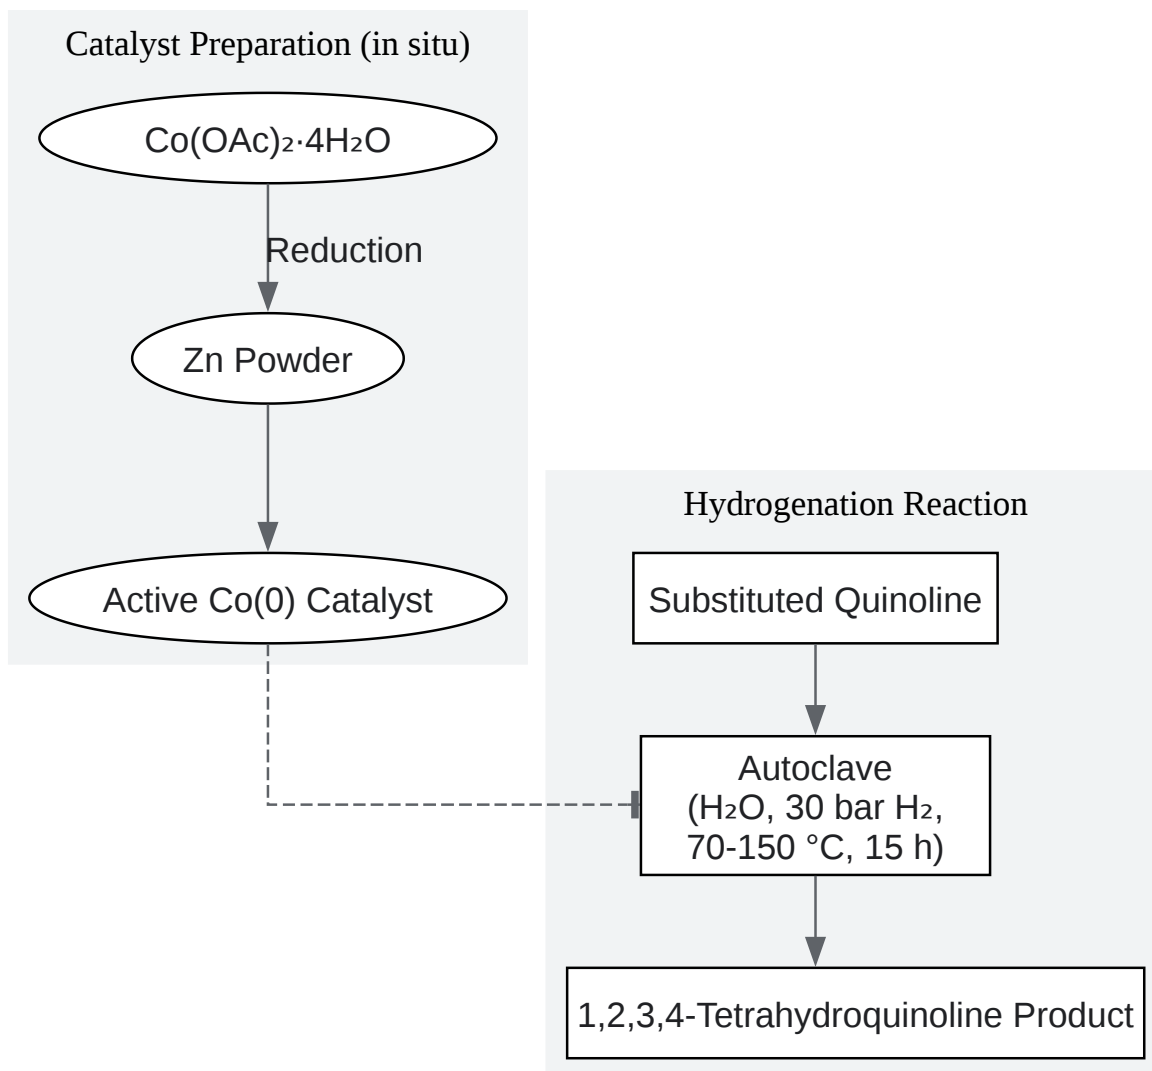 Catalyst Preparation (in situ)
Co(OAc)₂·4H₂O
Reduction
Zn Powder
Active Co(0) Catalyst
Hydrogenation Reaction
Substituted Quinoline
Autoclave
(H₂O, 30 bar H₂,
70-150 °C, 15 h)
1,2,3,4-Tetrahydroquinoline Product